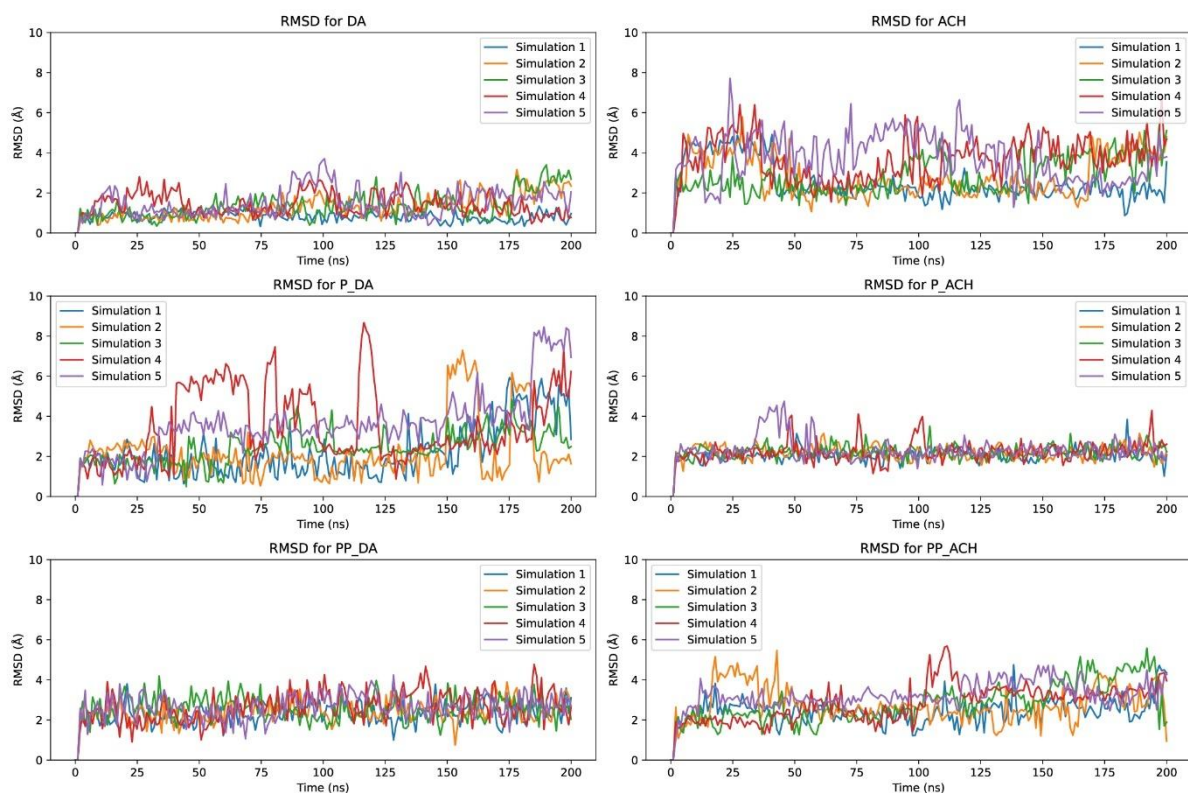 RMSD for DA
10
8
6
4
2
0
RMSD (Å)
Simulation 1
Simulation 2
Simulation 3
Simulation 4
Simulation 5
0 25 50 75 100 125 150 175 200
Time (ns)
RMSD for ACH
10
8
6
4
2
0
RMSD (Å)
Simulation 1
Simulation 2
Simulation 3
Simulation 4
Simulation 5
0 25 50 75 100 125 150 175 200
Time (ns)
RMSD for P_DA
10
8
6
4
2
0
RMSD (Å)
Simulation 1
Simulation 2
Simulation 3
Simulation 4
Simulation 5
0 25 50 75 100 125 150 175 200
Time (ns)
RMSD for P_ACH
10
8
6
4
2
0
RMSD (Å)
Simulation 1
Simulation 2
Simulation 3
Simulation 4
Simulation 5
0 25 50 75 100 125 150 175 200
Time (ns)
RMSD for PP_DA
10
8
6
4
2
0
RMSD (Å)
Simulation 1
Simulation 2
Simulation 3
Simulation 4
Simulation 5
0 25 50 75 100 125 150 175 200
Time (ns)
RMSD for PP_ACH
10
8
6
4
2
0
RMSD (Å)
Simulation 1
Simulation 2
Simulation 3
Simulation 4
Simulation 5
0 25 50 75 100 125 150 175 200
Time (ns)